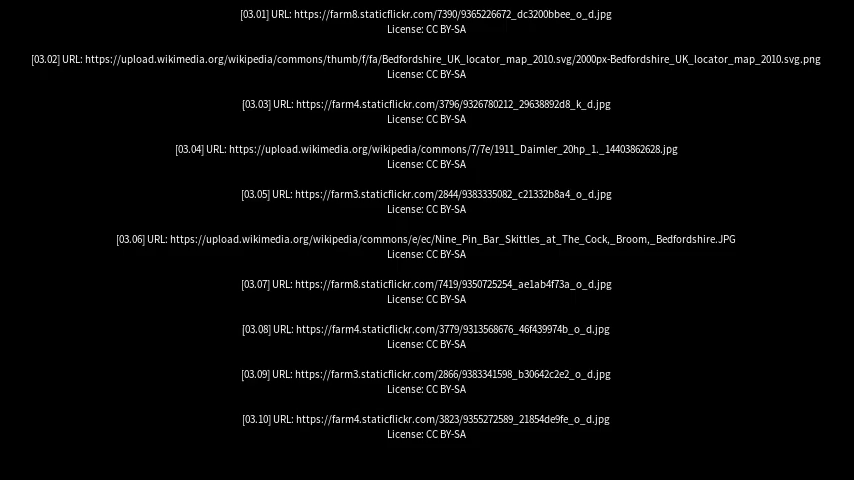 [03.01] URL: https://farm8.staticflickr.com/7390/9365226672_dc3200bbee_o_d.jpg
License: CC BY-SA
[03.02] URL: https://upload.wikimedia.org/wikipedia/commons/thumb/f/fa/Bedfordshire_UK_locator_map_2010.svg/2000px-Bedfordshire_UK_locator_map_2010.svg.png
License: CC BY-SA
[03.03] URL: https://farm4.staticflickr.com/3796/9326780212_29638892d8_k_d.jpg
License: CC BY-SA
[03.04] URL: https://upload.wikimedia.org/wikipedia/commons/7/7e/1911_Daimler_20hp_1._14403862628.jpg
License: CC BY-SA
[03.05] URL: https://farm3.staticflickr.com/2844/9383335082_c21332b8a4_o_d.jpg
License: CC BY-SA
[03.06] URL: https://upload.wikimedia.org/wikipedia/commons/e/ec/Nine_Pin_Bar_Skittles_at_The_Cock,_Broom,_Bedfordshire.JPG
License: CC BY-SA
[03.07] URL: https://farm8.staticflickr.com/7419/9350725254_ae1ab4f73a_o_d.jpg
License: CC BY-SA
[03.08] URL: https://farm4.staticflickr.com/3779/9313568676_46f439974b_o_d.jpg
License: CC BY-SA
[03.09] URL: https://farm3.staticflickr.com/2866/9383341598_b30642c2e2_o_d.jpg
License: CC BY-SA
[03.10] URL: https://farm4.staticflickr.com/3823/9355272589_21854de9fe_o_d.jpg
License: CC BY-SA